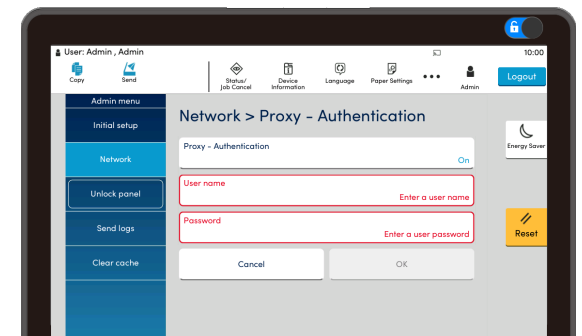 User: Admin , Admin
10:00
Copy
Send
Status/
Job Cancel
Device
Information
Language
Paper Settings
Admin
Logout
Admin menu
Initial setup
Network
Unlock panel
Send logs
Clear cache
Network > Proxy - Authentication
Proxy - Authentication
On
User name
Enter a user name
Password
Enter a user password
Cancel
OK
Energy Saver
Reset